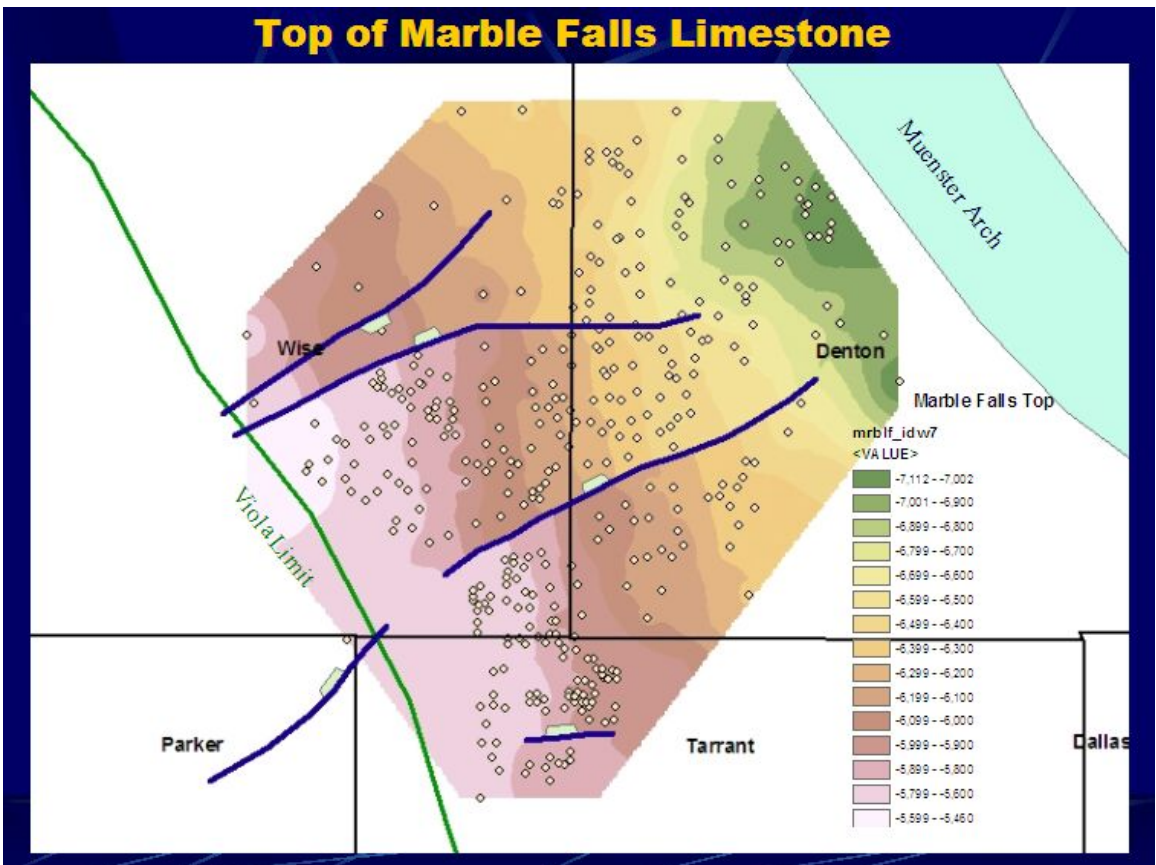 Top of Marble Falls Limestone
Muenster Arch
Wise
Denton
Marble Falls Top
mrblf_idw7
<VALUE>
-7,112 - -7,002
-7,001 - -6,900
-6,899 - -6,800
-6,799 - -6,700
-6,699 - -6,600
-6,599 - -6,500
-6,499 - -6,400
-6,399 - -6,300
-6,299 - -6,200
-6,199 - -6,100
-6,099 - -6,000
-5,999 - -5,900
-5,899 - -5,800
-5,799 - -5,600
-5,599 - -5,460
Viola Limit
Parker
Tarrant
Dallas